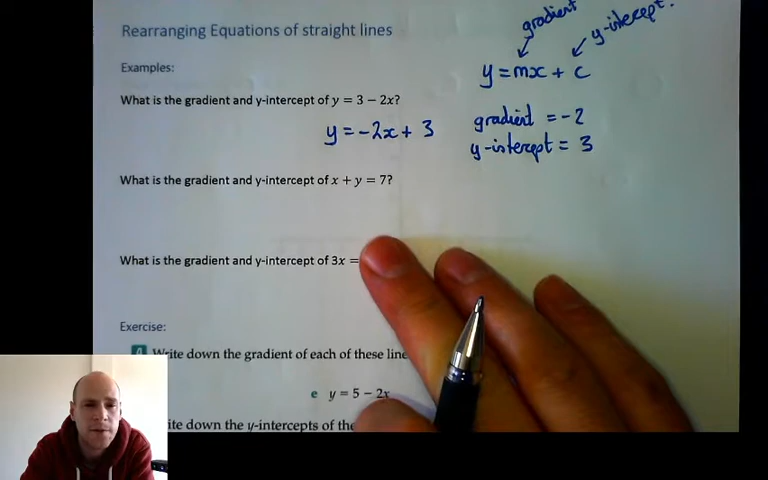 Rearranging Equations of straight lines
gradient
y-intercept.
y = mx + c
Examples:
What is the gradient and y-intercept of y = 3 − 2x?
y = -2x + 3
gradient = -2
y-intercept = 3
What is the gradient and y-intercept of x + y = 7?
What is the gradient and y-intercept of 3x =
Exercise:
Write down the gradient of each of these line
e y = 5 − 2x
ite down the y-intercepts of the